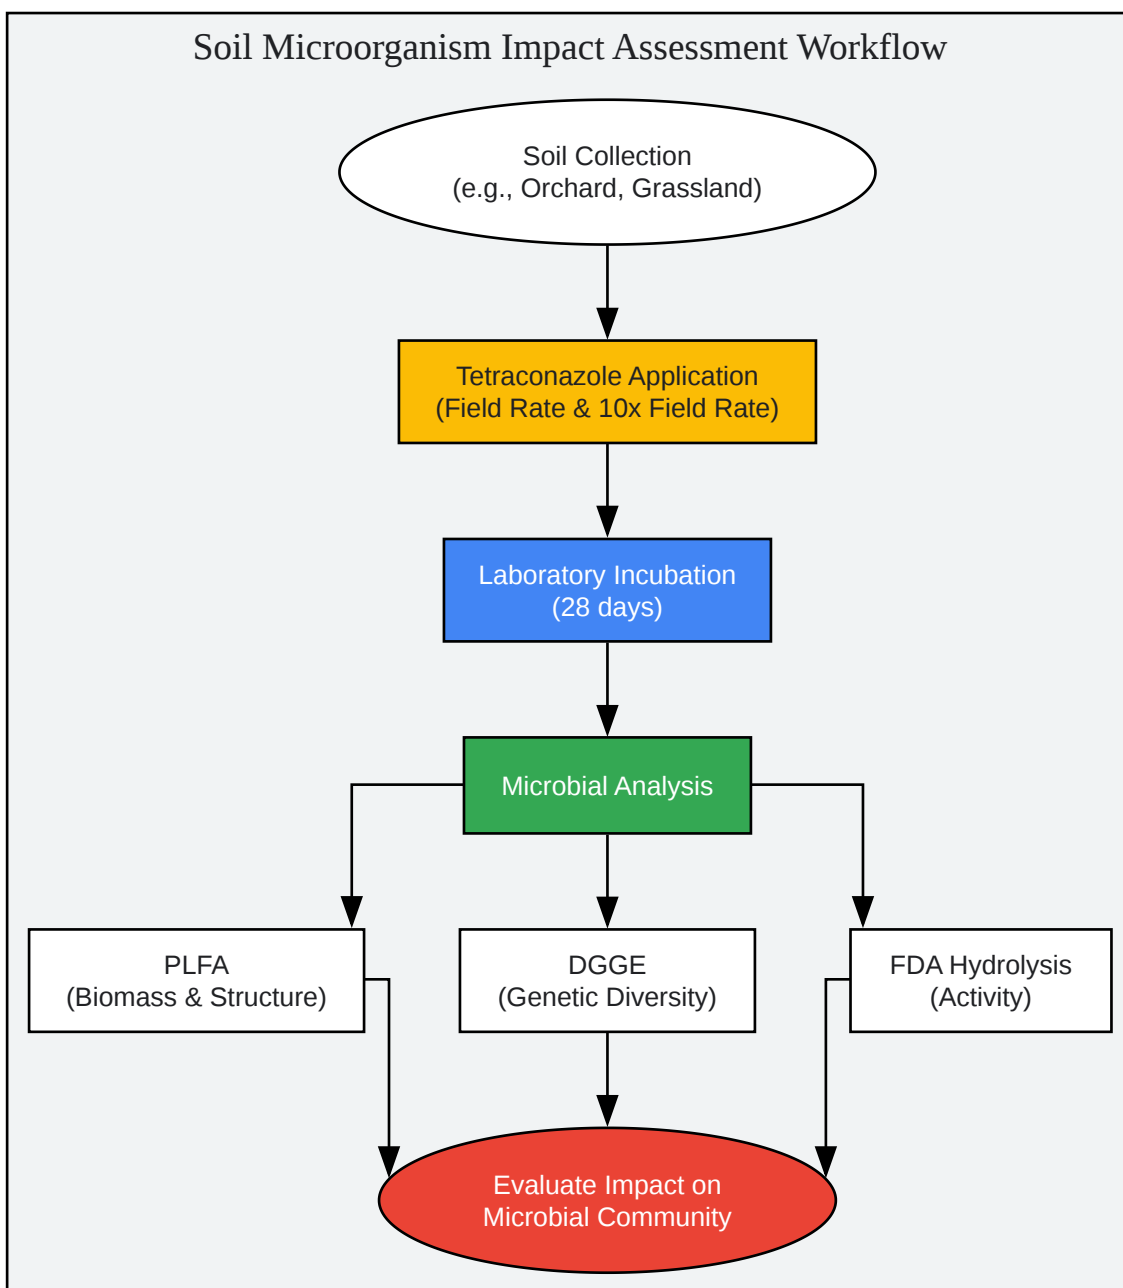 Soil Microorganism Impact Assessment Workflow
Soil Collection
(e.g., Orchard, Grassland)
Tetraconazole Application
(Field Rate & 10x Field Rate)
Laboratory Incubation
(28 days)
Microbial Analysis
PLFA
(Biomass & Structure)
DGGE
(Genetic Diversity)
FDA Hydrolysis
(Activity)
Evaluate Impact on
Microbial Community